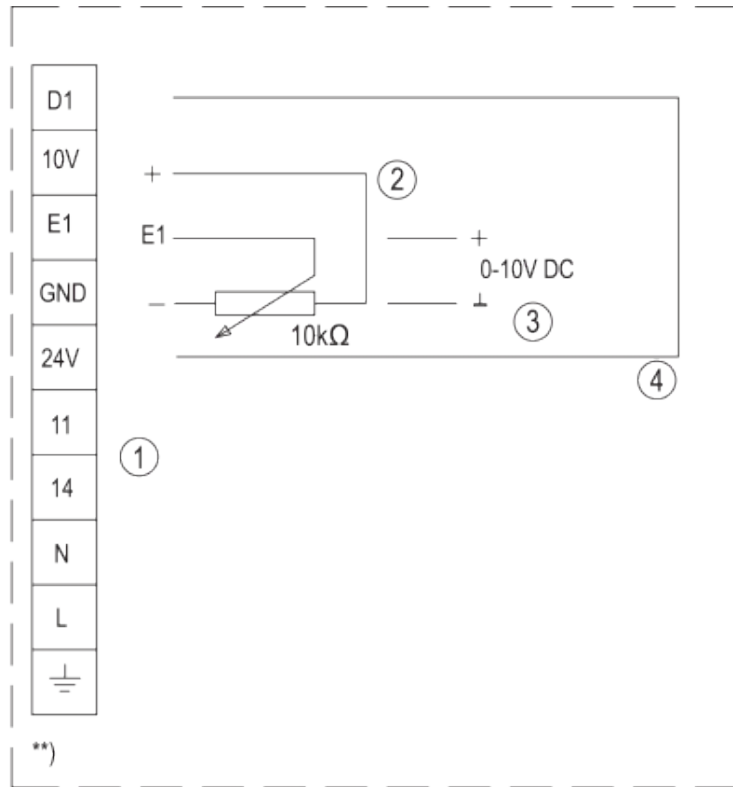 D1
10V
+
2
E1
E1
+
0-10V DC
GND
−
⊥
3
10kΩ
24V
4
11
1
14
N
L
**)